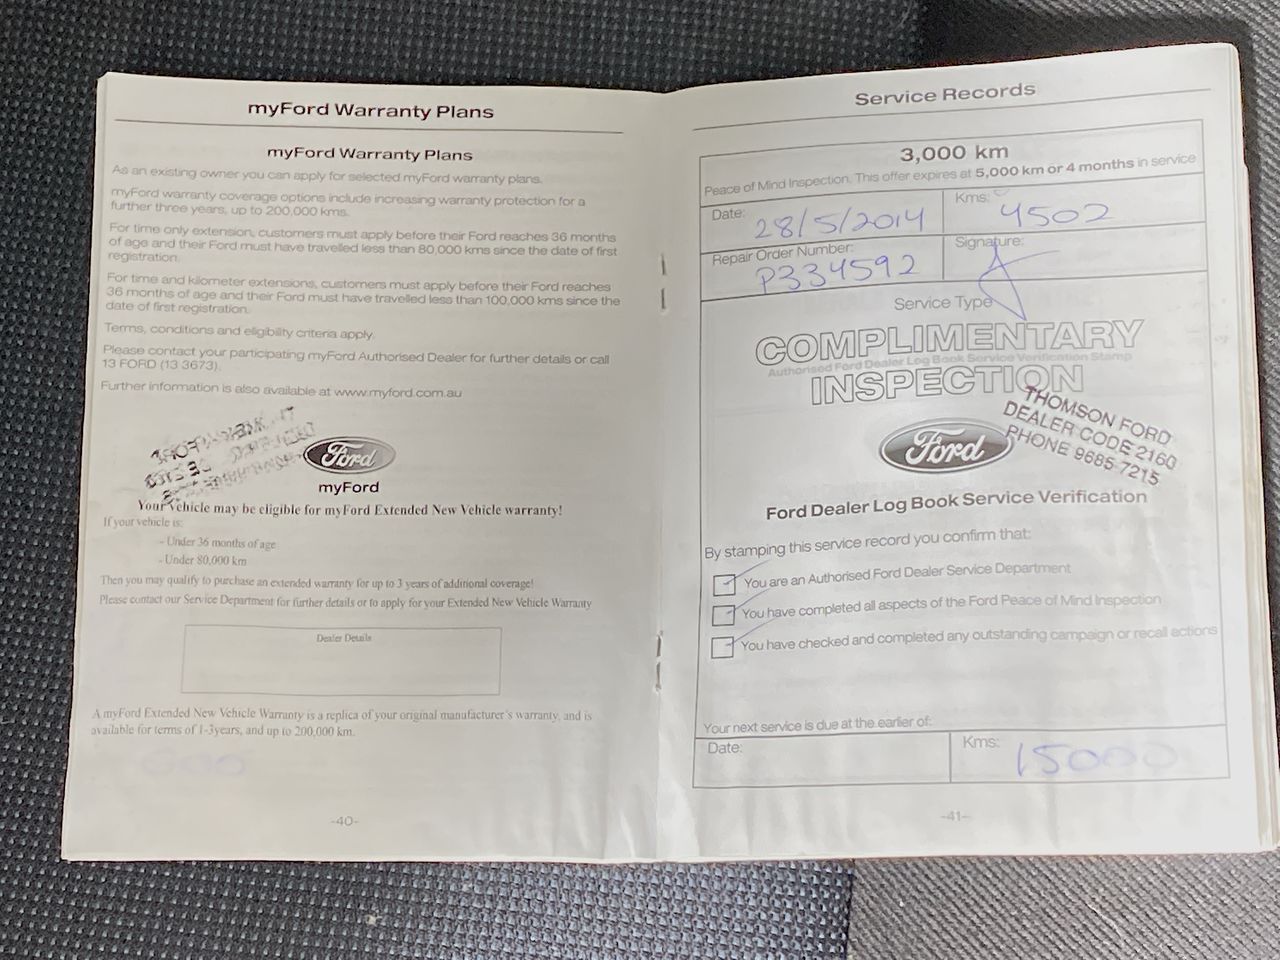 myFord Warranty Plans
myFord Warranty Plans
As an existing owner you can apply for selected myFord warranty plans.
myFord warranty coverage options include increasing warranty protection for a
further three years, up to 200,000 kms.
For time only extension, customers must apply before their Ford reaches 36 months
of age and their Ford must have travelled less than 80,000 kms since the date of first
registration.
For time and kilometer extensions, customers must apply before their Ford reaches
36 months of age and their Ford must have travelled less than 100,000 kms since the
date of first registration.
Terms, conditions and eligibility criteria apply.
Please contact your participating myFord Authorised Dealer for further details or call
13 FORD (13 3673).
Further information is also available at www.myford.com.au
Ford
myFord
Your vehicle may be eligible for myFord Extended New Vehicle warranty!
If your vehicle is:
- Under 36 months of age
- Under 80,000 km
Then you may qualify to purchase an extended warranty for up to 3 years of additional coverage!
Please contact our Service Department for further details or to apply for your Extended New Vehicle Warranty
Dealer Details
A myFord Extended New Vehicle Warranty is a replica of your original manufacturer's warranty, and is
available for terms of 1-3years, and up to 200,000 km.
-40-
Service Records
3,000 km
Peace of Mind Inspection. This offer expires at 5,000 km or 4 months in service
Date: 28/5/2014
Kms: 4502
Repair Order Number: P334592
Signature:
Service Type
COMPLIMENTARY
Authorised Ford Dealer Log Book Service Verification Stamp
INSPECTION
Ford
THOMSON FORD
DEALER CODE 2160
PHONE 9685 7215
Ford Dealer Log Book Service Verification
By stamping this service record you confirm that:
You are an Authorised Ford Dealer Service Department
You have completed all aspects of the Ford Peace of Mind Inspection
You have checked and completed any outstanding campaign or recall actions
Your next service is due at the earlier of:
Date:
Kms: 15000
-41-